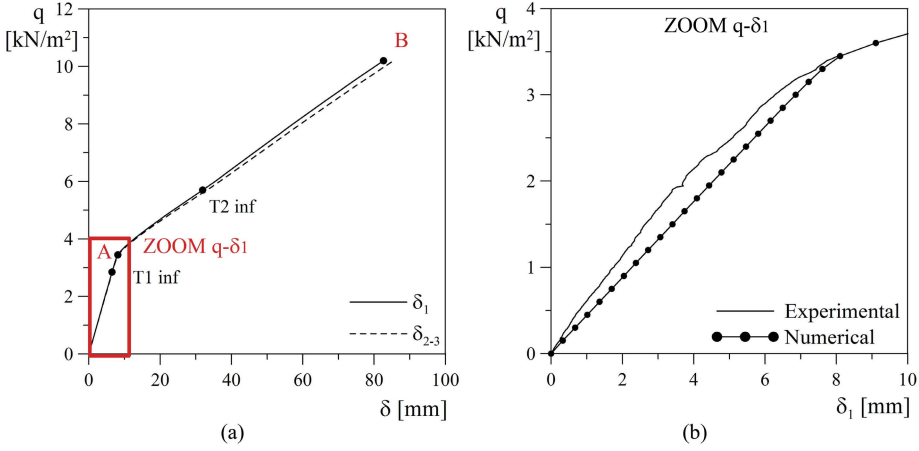 q
[kN/m²]
B
12
10
8
6
4
2
0
T2 inf
A
ZOOM q-δ1
T1 inf
δ₁
δ₂₋₃
0 20 40 60 80 100
δ [mm]
(a)
q
[kN/m²]
ZOOM q-δ1
4
3
2
1
0
Experimental
Numerical
0 2 4 6 8 10
δ₁ [mm]
(b)